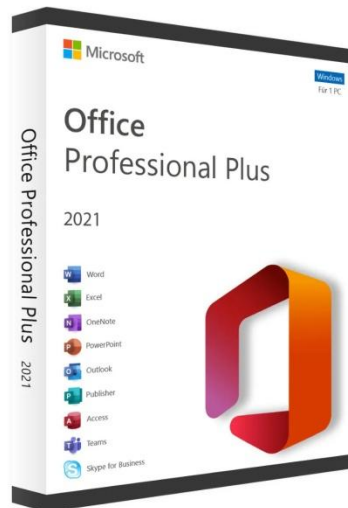 Microsoft
Windows
Für 1 PC
Office
Professional Plus
2021
Word
Excel
OneNote
PowerPoint
Outlook
Publisher
Access
Teams
Skype for Business
Office Professional Plus 2021